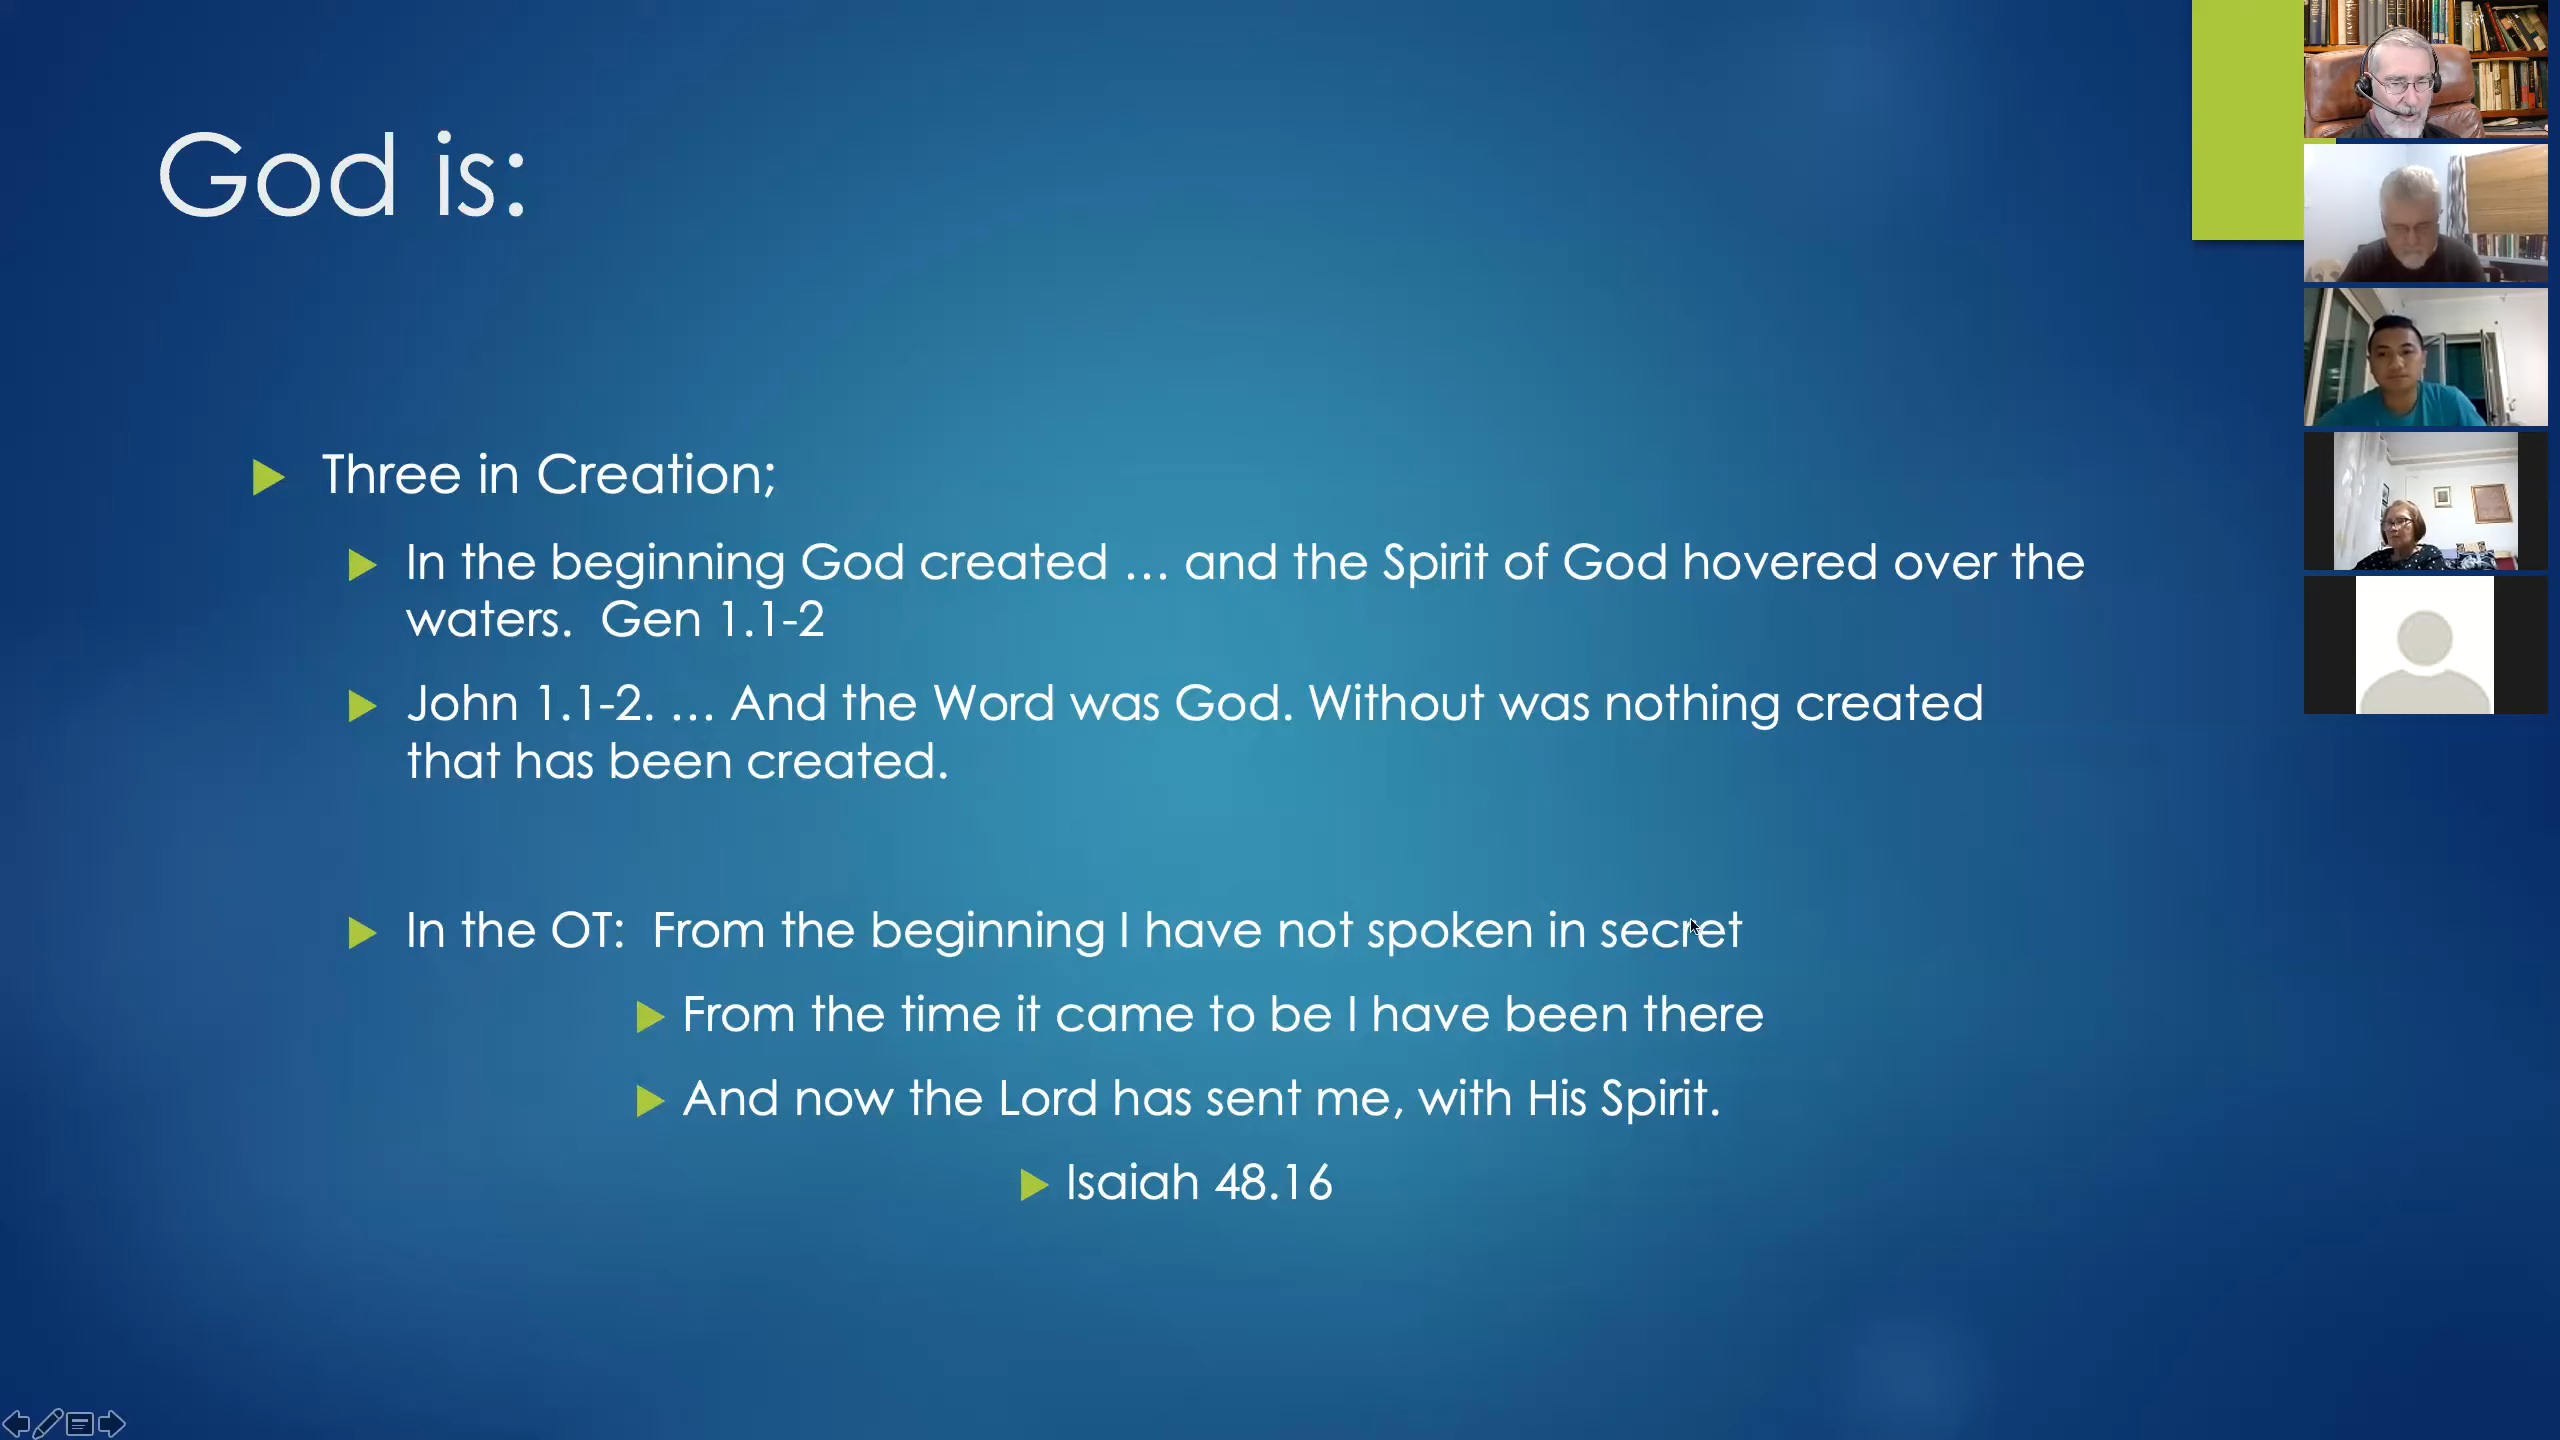 God is:
Three in Creation;
In the beginning God created … and the Spirit of God hovered over the
waters.  Gen 1.1-2
John 1.1-2. … And the Word was God. Without was nothing created
that has been created.
In the OT:  From the beginning I have not spoken in secret
From the time it came to be I have been there
And now the Lord has sent me, with His Spirit.
Isaiah 48.16